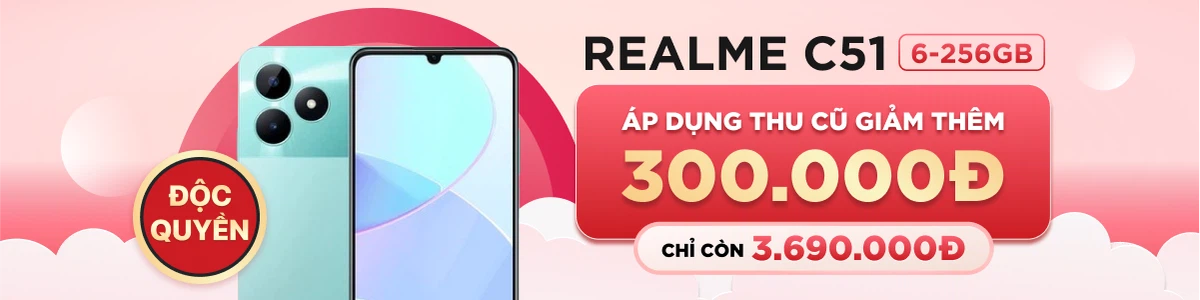 REALME C51 6-256GB
ÁP DỤNG THU CŨ GIẢM THÊM
300.000Đ
CHỈ CÒN 3.690.000Đ
ĐỘC
QUYỀN